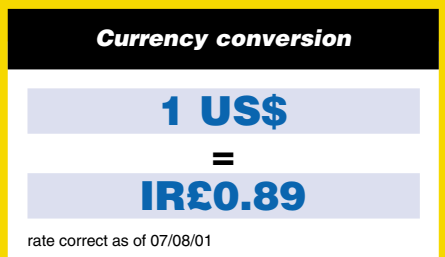 Currency conversion
1 US$
=
IR£0.89
rate correct as of 07/08/01